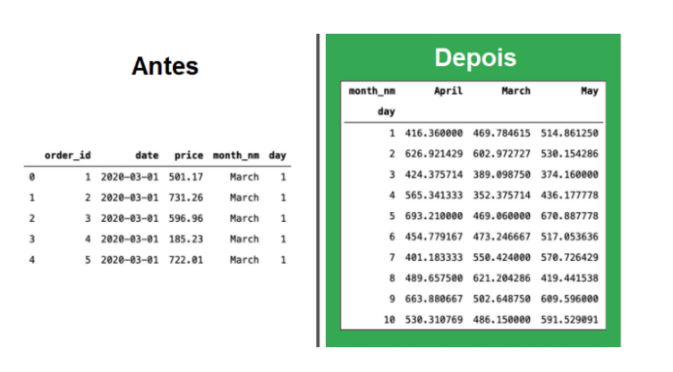 Antes
order_id date price month_nm day
0 1 2020-03-01 501.17 March 1
1 2 2020-03-01 731.26 March 1
2 3 2020-03-01 596.96 March 1
3 4 2020-03-01 185.23 March 1
4 5 2020-03-01 722.01 March 1
Depois
month_nm April March May
day
1 416.360000 469.784615 514.861250
2 626.921429 602.972727 530.154286
3 424.375714 389.098750 374.160000
4 565.341333 352.375714 436.177778
5 693.210000 469.060000 670.887778
6 454.779167 473.246667 517.053636
7 401.183333 550.424000 570.726429
8 489.657500 621.204286 419.441538
9 663.880667 502.648750 609.596000
10 530.310769 486.150000 591.529091